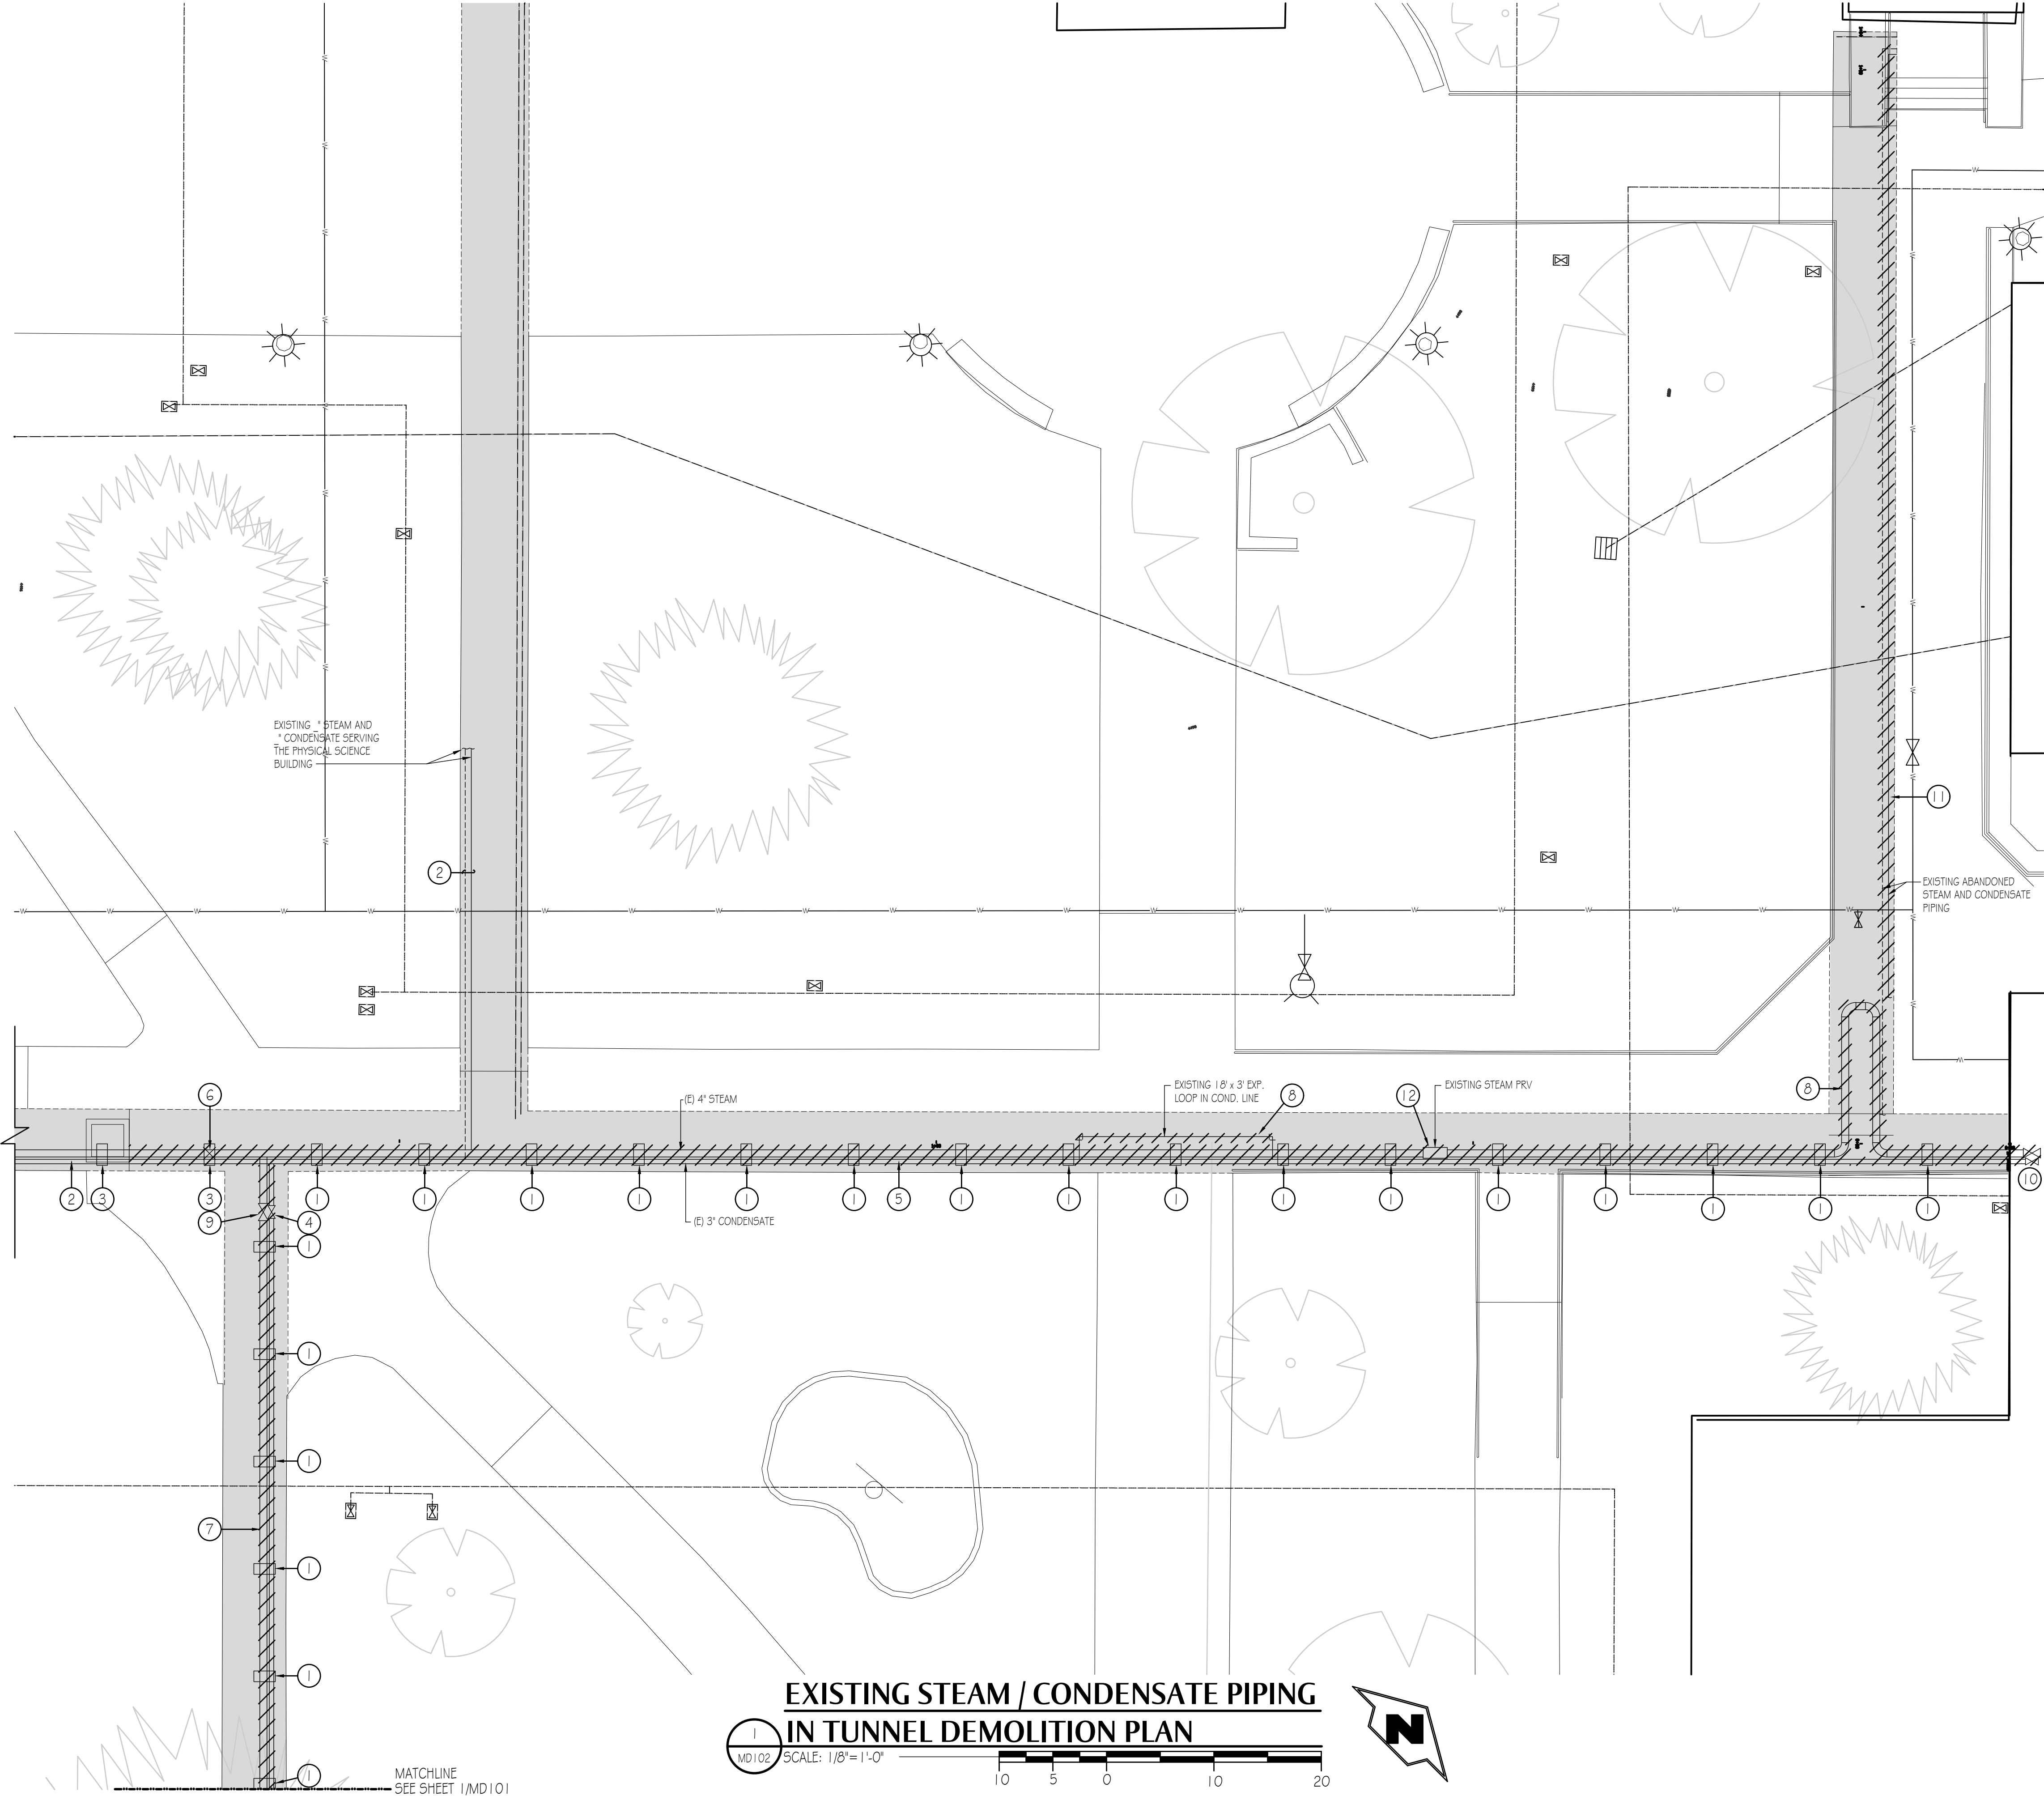 EXISTING _" STEAM AND
_" CONDENSATE SERVING
THE PHYSICAL SCIENCE
BUILDING
11
2
EXISTING ABANDONED
STEAM AND CONDENSATE
PIPING
W W W W W W W W W W W W W W W W W W W W W W
6
(E) 4" STEAM
EXISTING 18' x 3' EXP.
LOOP IN COND. LINE
8
12
EXISTING STEAM PRV
8
2
3
3
1
1
1
1
1
1
5
1
1
1
1
1
1
1
1
1
1
10
9
4
(E) 3" CONDENSATE
1
1
1
7
1
1
1
EXISTING STEAM / CONDENSATE PIPING
IN TUNNEL DEMOLITION PLAN
1
MD102
SCALE: 1/8"=1'-0"
10 5 0 10 20
N
MATCHLINE
SEE SHEET 1/MD101